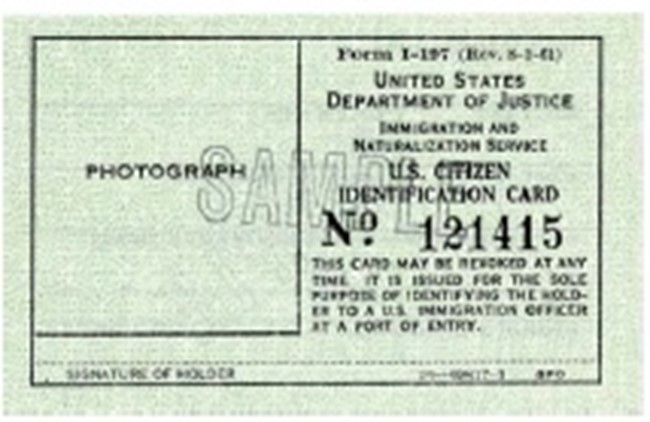 Form I-197 (Rev. 8-1-61)
UNITED STATES
DEPARTMENT OF JUSTICE
IMMIGRATION AND
NATURALIZATION SERVICE
PHOTOGRAPH
SAMPLE
U.S. CITIZEN
IDENTIFICATION CARD
No. 121415
THIS CARD MAY BE REVOKED AT ANY
TIME. IT IS ISSUED FOR THE SOLE
PURPOSE OF IDENTIFYING THE HOLD-
ER TO A U.S. IMMIGRATION OFFICER
AT A PORT OF ENTRY.
SIGNATURE OF HOLDER
GPO